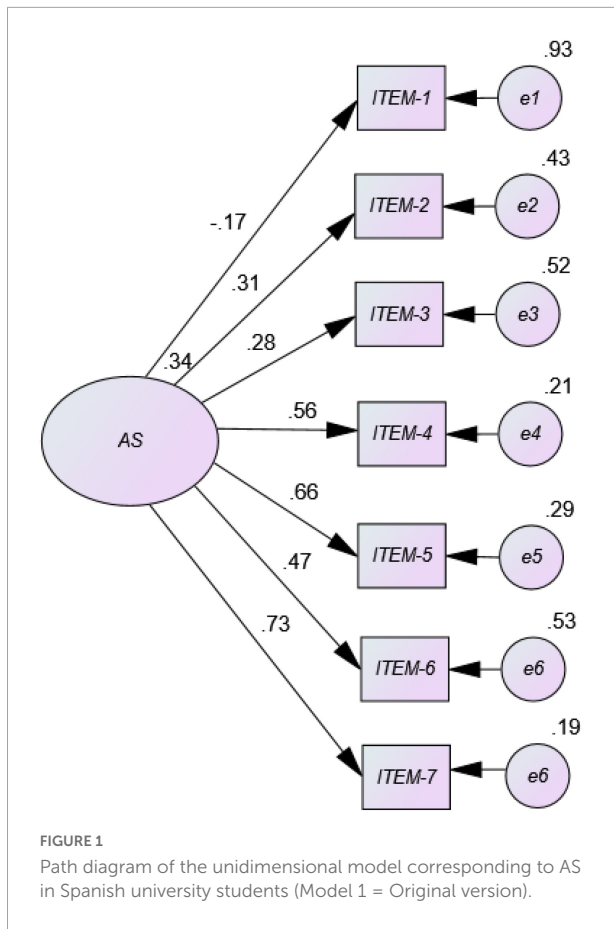 .93
ITEM-1
e1
.43
-.17
ITEM-2
e2
.52
.31
ITEM-3
e3
.28
.34
.21
AS
.56
ITEM-4
e4
.66
.29
ITEM-5
e5
.47
.53
.73
ITEM-6
e6
.19
ITEM-7
e6
FIGURE 1
Path diagram of the unidimensional model corresponding to AS
in Spanish university students (Model 1 = Original version).